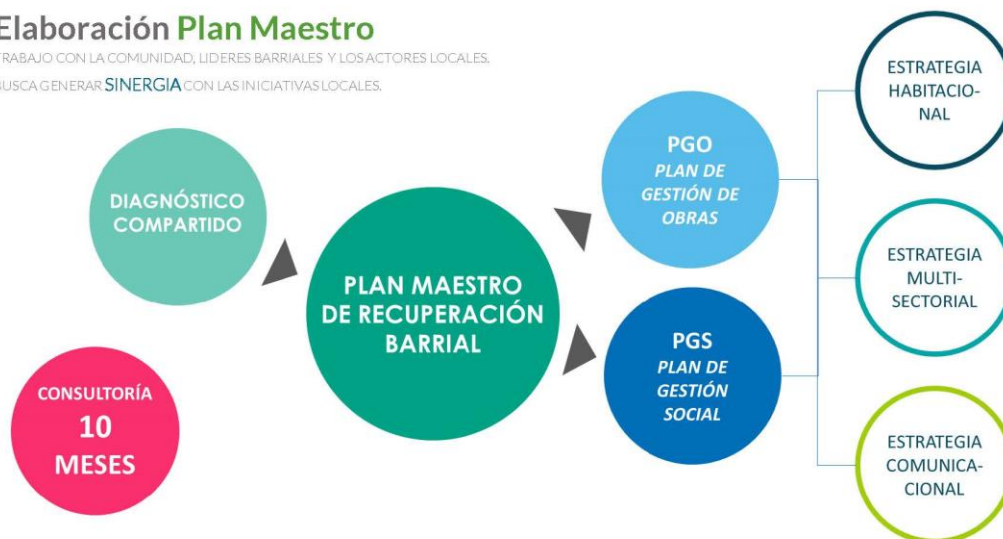 Elaboración Plan Maestro
TRABAJO CON LA COMUNIDAD, LIDERES BARRIALES Y LOS ACTORES LOCALES.
BUSCA GENERAR SINERGIA CON LAS INICIATIVAS LOCALES.
DIAGNÓSTICO
COMPARTIDO
CONSULTORÍA
10
MESES
PLAN MAESTRO
DE RECUPERACIÓN
BARRIAL
PGO
PLAN DE
GESTIÓN DE
OBRAS
PGS
PLAN DE
GESTIÓN
SOCIAL
ESTRATEGIA
HABITACIO-
NAL
ESTRATEGIA
MULTI-
SECTORIAL
ESTRATEGIA
COMUNICA-
CIONAL